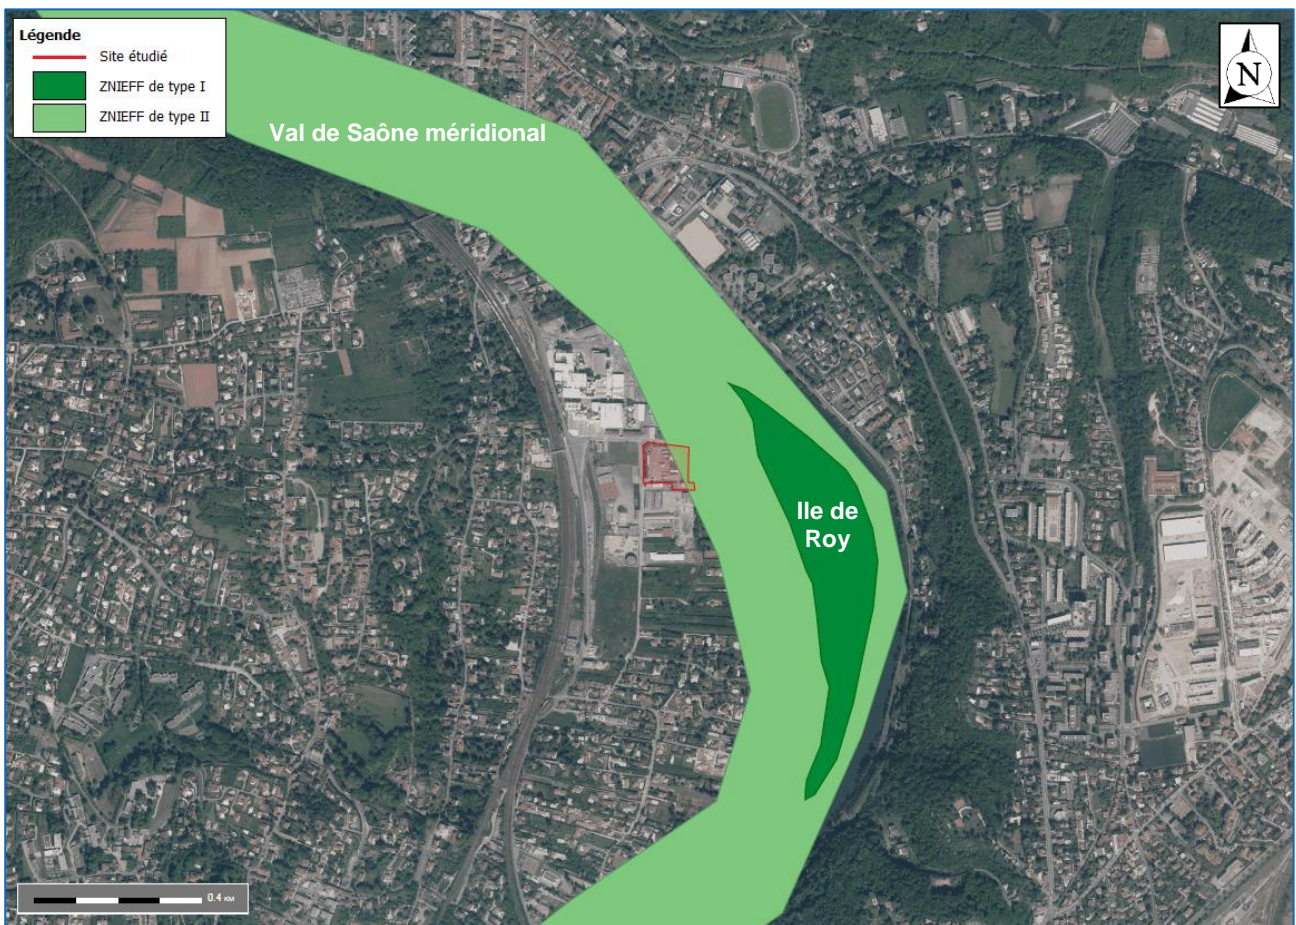 Légende
Site étudié
ZNIEFF de type I
ZNIEFF de type II
N
Val de Saône méridional
Ile de
Roy
0.4 KM